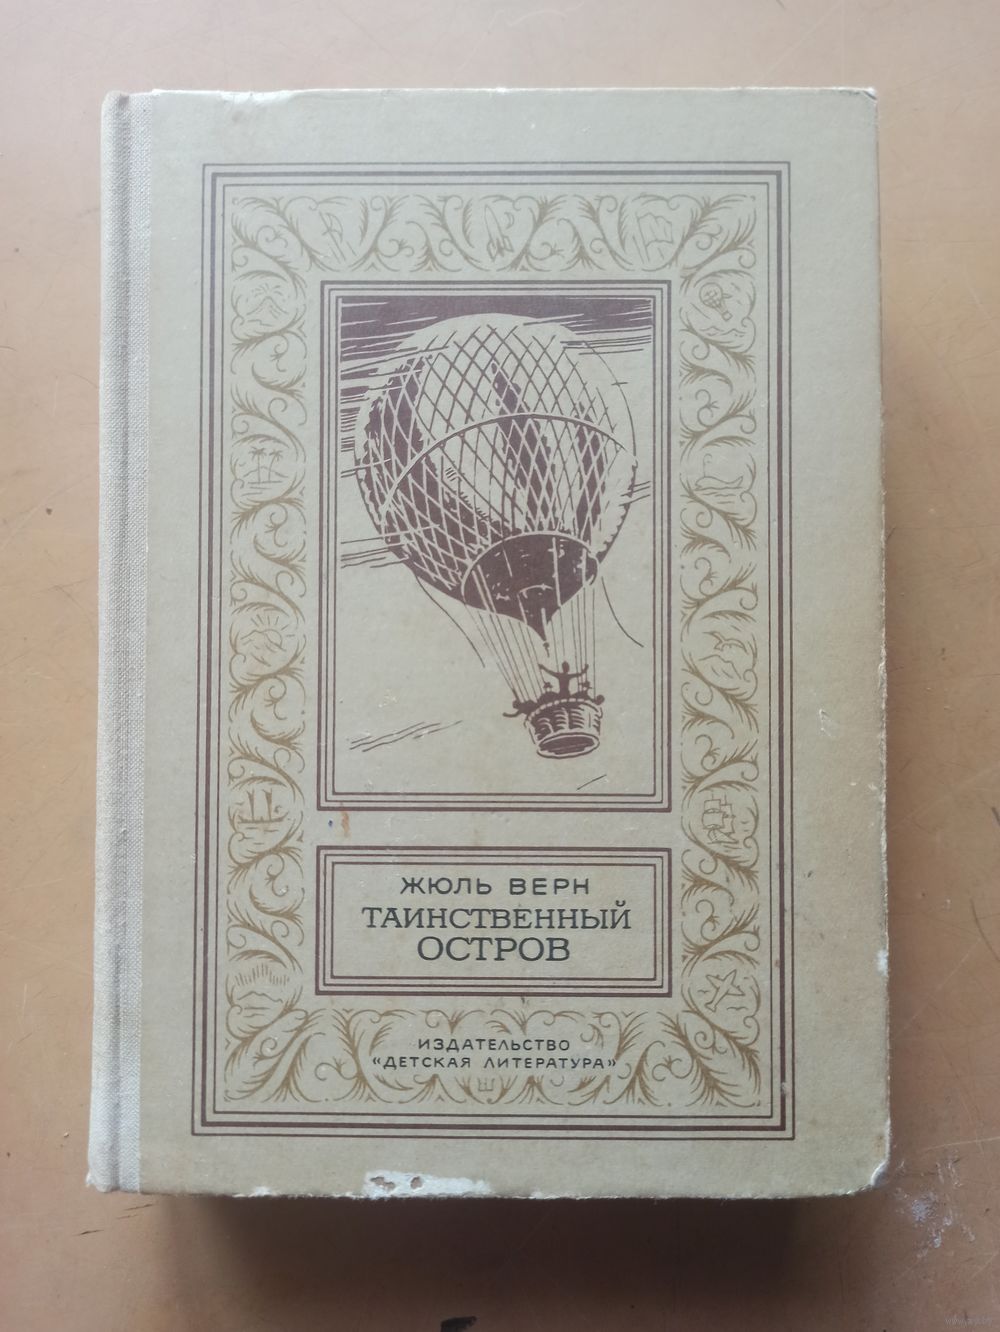 ЖЮЛЬ ВЕРН
ТАИНСТВЕННЫЙ
ОСТРОВ
ИЗДАТЕЛЬСТВО
«ДЕТСКАЯ ЛИТЕРАТУРА»